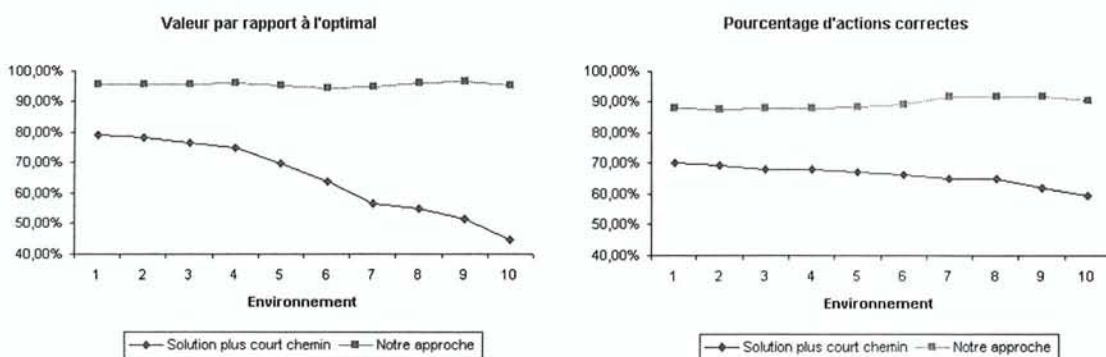 Valeur par rapport à l'optimal
100,00%
90,00%
80,00%
70,00%
60,00%
50,00%
40,00%
1 2 3 4 5 6 7 8 9 10
Environnement
Solution plus court chemin Notre approche
Pourcentage d'actions correctes
100,00%
90,00%
80,00%
70,00%
60,00%
50,00%
40,00%
1 2 3 4 5 6 7 8 9 10
Environnement
Solution plus court chemin Notre approche